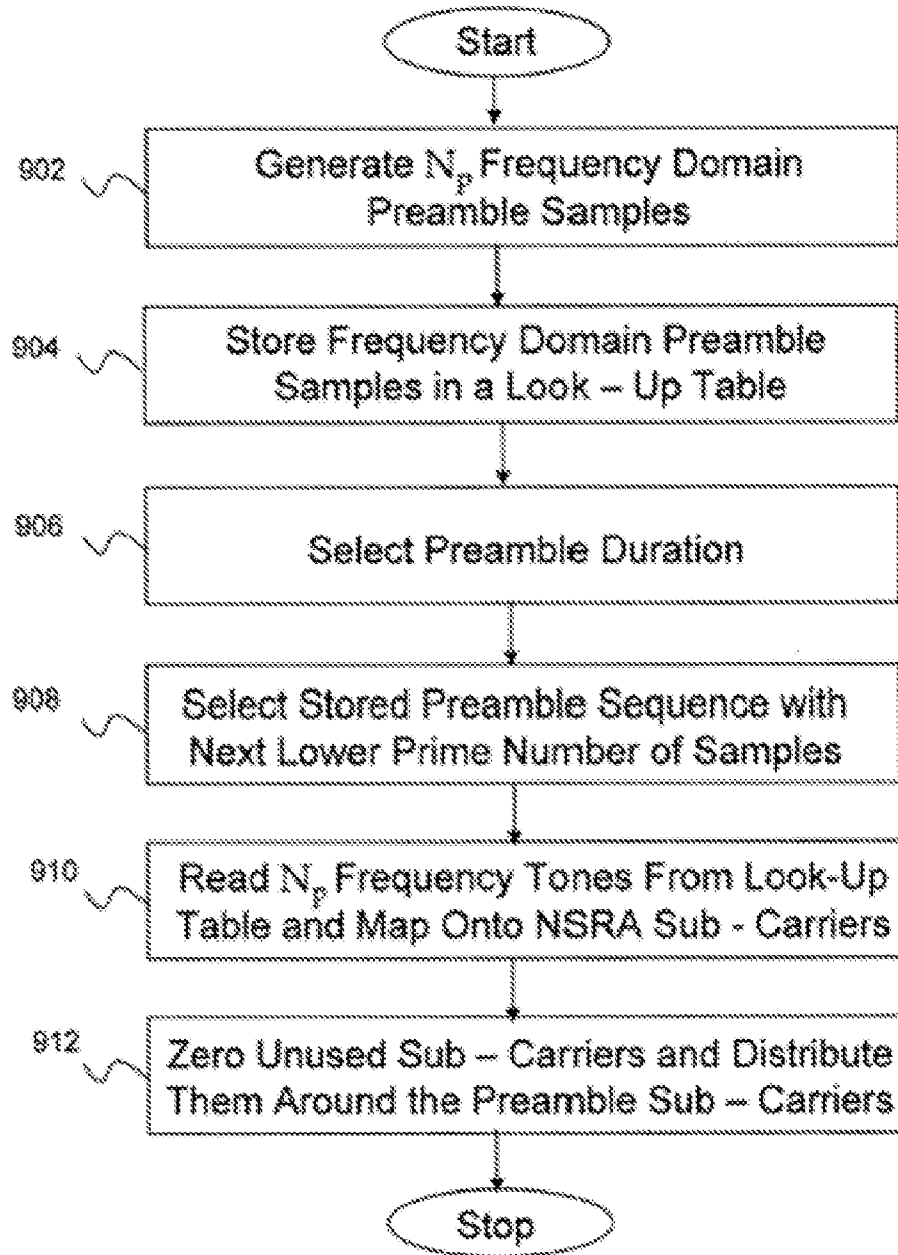 Start
902
Generate Np Frequency Domain
Preamble Samples
904
Store Frequency Domain Preamble
Samples in a Look – Up Table
906
Select Preamble Duration
908
Select Stored Preamble Sequence with
Next Lower Prime Number of Samples
910
Read Np Frequency Tones From Look-Up
Table and Map Onto NSRA Sub - Carriers
912
Zero Unused Sub – Carriers and Distribute
Them Around the Preamble Sub – Carriers
Stop